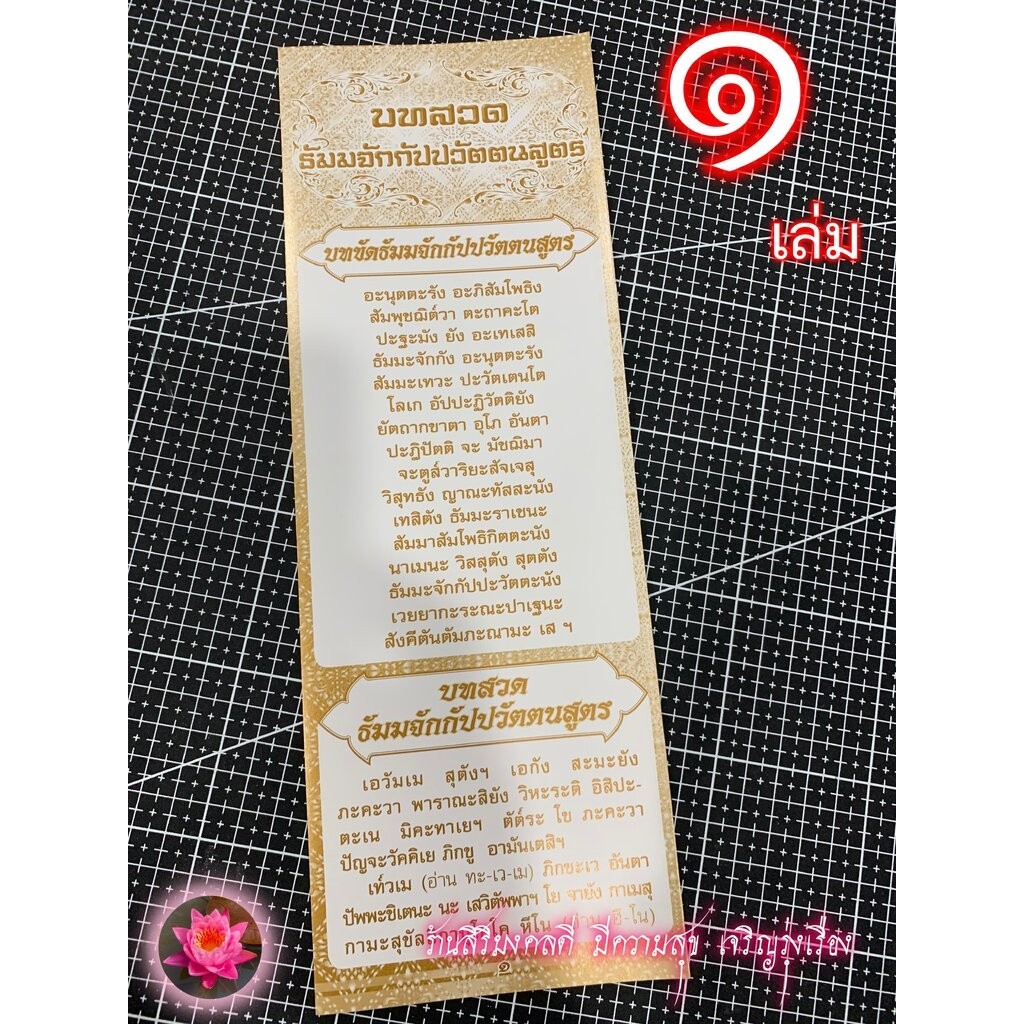 ๑
เล่ม
บทสวด
ธัมมจักกัปปวัตตนสูตร
บทขัดธัมมจักกัปปวัตตนสูตร
อะนุตตะรัง อะภิสัมโพธิง
สัมพุชฌิต์วา ตะถาคะโต
ปะฐะมัง ยัง อะเทเสสิ
ธัมมะจักกัง อะนุตตะรัง
สัมมะเทวะ ปะวัตเตนโต
โลเก อัปปะฏิวัตติยัง
ยัตถากขาตา อุโภ อันตา
ปะฏิปัตติ จะ มัชฌิมา
จะตูส์วาริยะสัจเจสุ
วิสุทธัง ญาณะทัสสะนัง
เทสิตัง ธัมมะราเชนะ
สัมมาสัมโพธิกิตตะนัง
นาเมนะ วิสสุตัง สุตตัง
ธัมมะจักกัปปะวัตตะนัง
เวยยากะระณะปาเฐนะ
สังคีตันตัมภะณามะ เส ฯ
บทสวด
ธัมมจักกัปปวัตตนสูตร
เอวัมเม สุตังฯ เอกัง สะมะยัง
ภะคะวา พาราณะสิยัง วิหะระติ อิสิปะ-
ตะเน มิคะทาเยฯ ตัต์ระ โข ภะคะวา
ปัญจะวัคคิเย ภิกขู อามันเตสิฯ
เท๎วเม (อ่าน ทะ-เว-เม) ภิกขะเว อันตา
ปัพพะชิเตนะ นะ เสวิตัพพาฯ โย จายัง กาเมสุ
กามะสุขัล หีโน ฮี-โน)
ร้านสิริมงคลดี มีความสุข เจริญรุ่งเรือง
๑